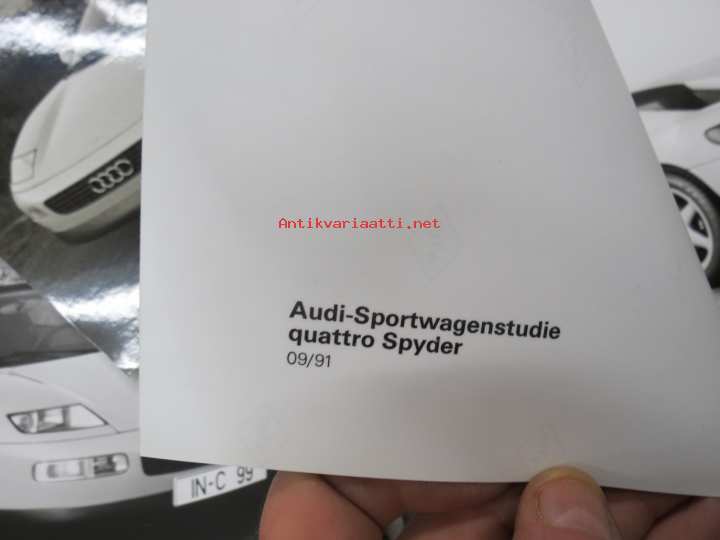 Antikvariaatti.net
Audi-Sportwagenstudie
quattro Spyder
09/91
IN-C 99